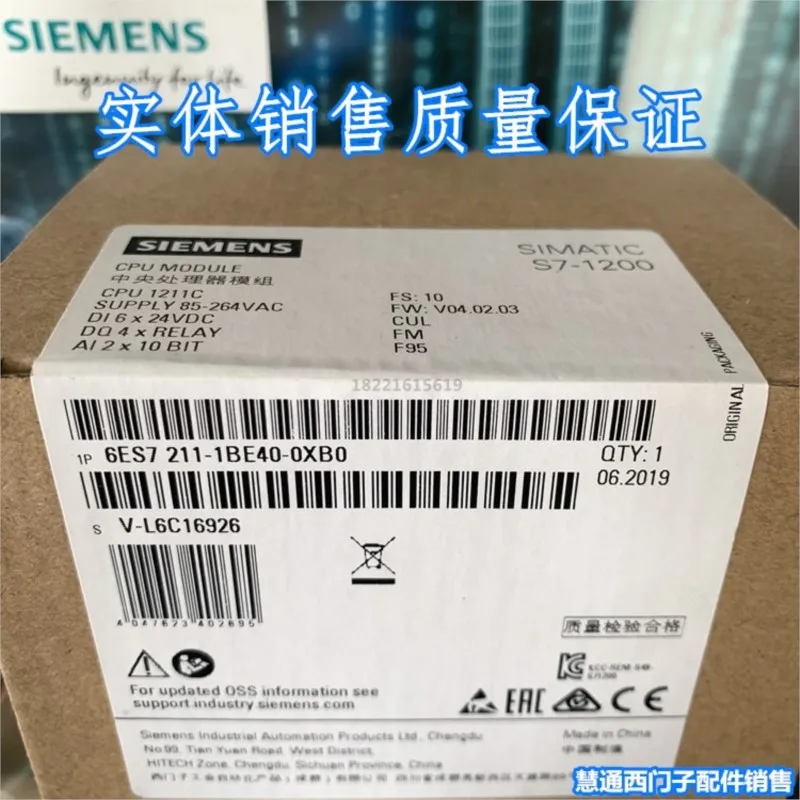 SIEMENS
Ingenuity for life
实体销售质量保证
SIEMENS
SIMATIC
S7-1200
CPU MODULE
中央处理器模组
CPU 1211C
SUPPLY 85-264VAC
DI 6 x 24VDC
DQ 4 x RELAY
AI 2 x 10 BIT
FS: 10
FW: V04.02.03
CUL
FM
F95
18221615619
ORIGINAL PACKAGING
1P 6ES7 211-1BE40-0XB0
QTY: 1
06.2019
S V-L6C16926
4 047623 402695
质量检验合格
For updated OSS information see
support.industry.siemens.com
EAC
Siemens Industrial Automation Products Ltd., Chengdu
No.99, Tian Yuan Road, West District,
HITECH Zone, Chengdu, Sichuan Province, China
Made in China
中国制造
慧通西门子配件销售